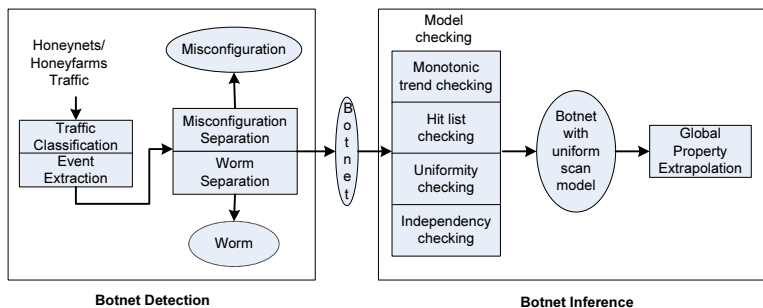 Honeynets/
Honeyfarms
Traffic
Traffic
Classification
Event
Extraction
Misconfiguration
Misconfiguration
Separation
Worm
Separation
Worm
Botnet
Botnet Detection
Model
checking
Monotonic
trend checking
Hit list
checking
Uniformity
checking
Independency
checking
Botnet
with
uniform
scan
model
Global
Property
Extrapolation
Botnet Inference